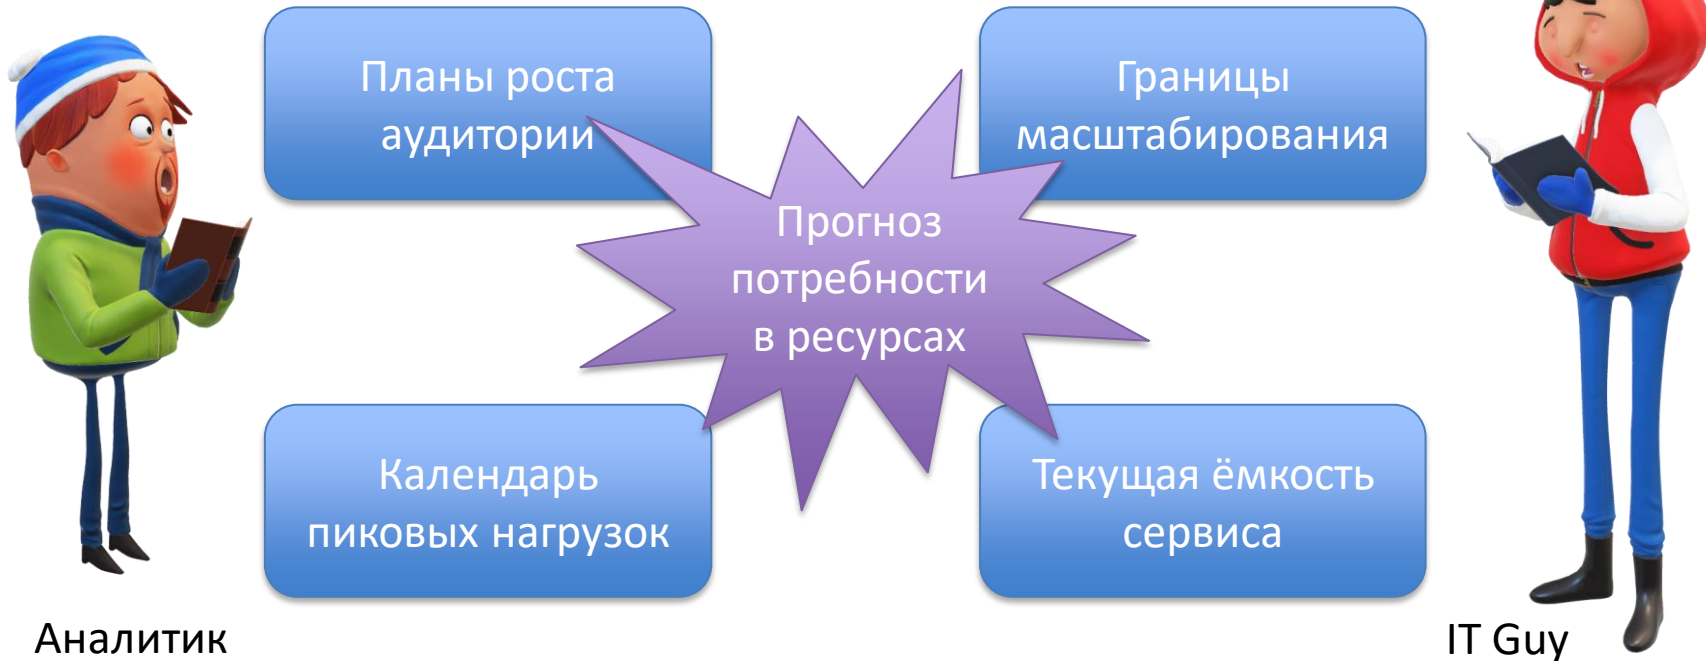 Планы роста
аудитории
Границы
масштабирования
Прогноз
потребности
в ресурсах
Календарь
пиковых нагрузок
Текущая ёмкость
сервиса
Аналитик
IT Guy